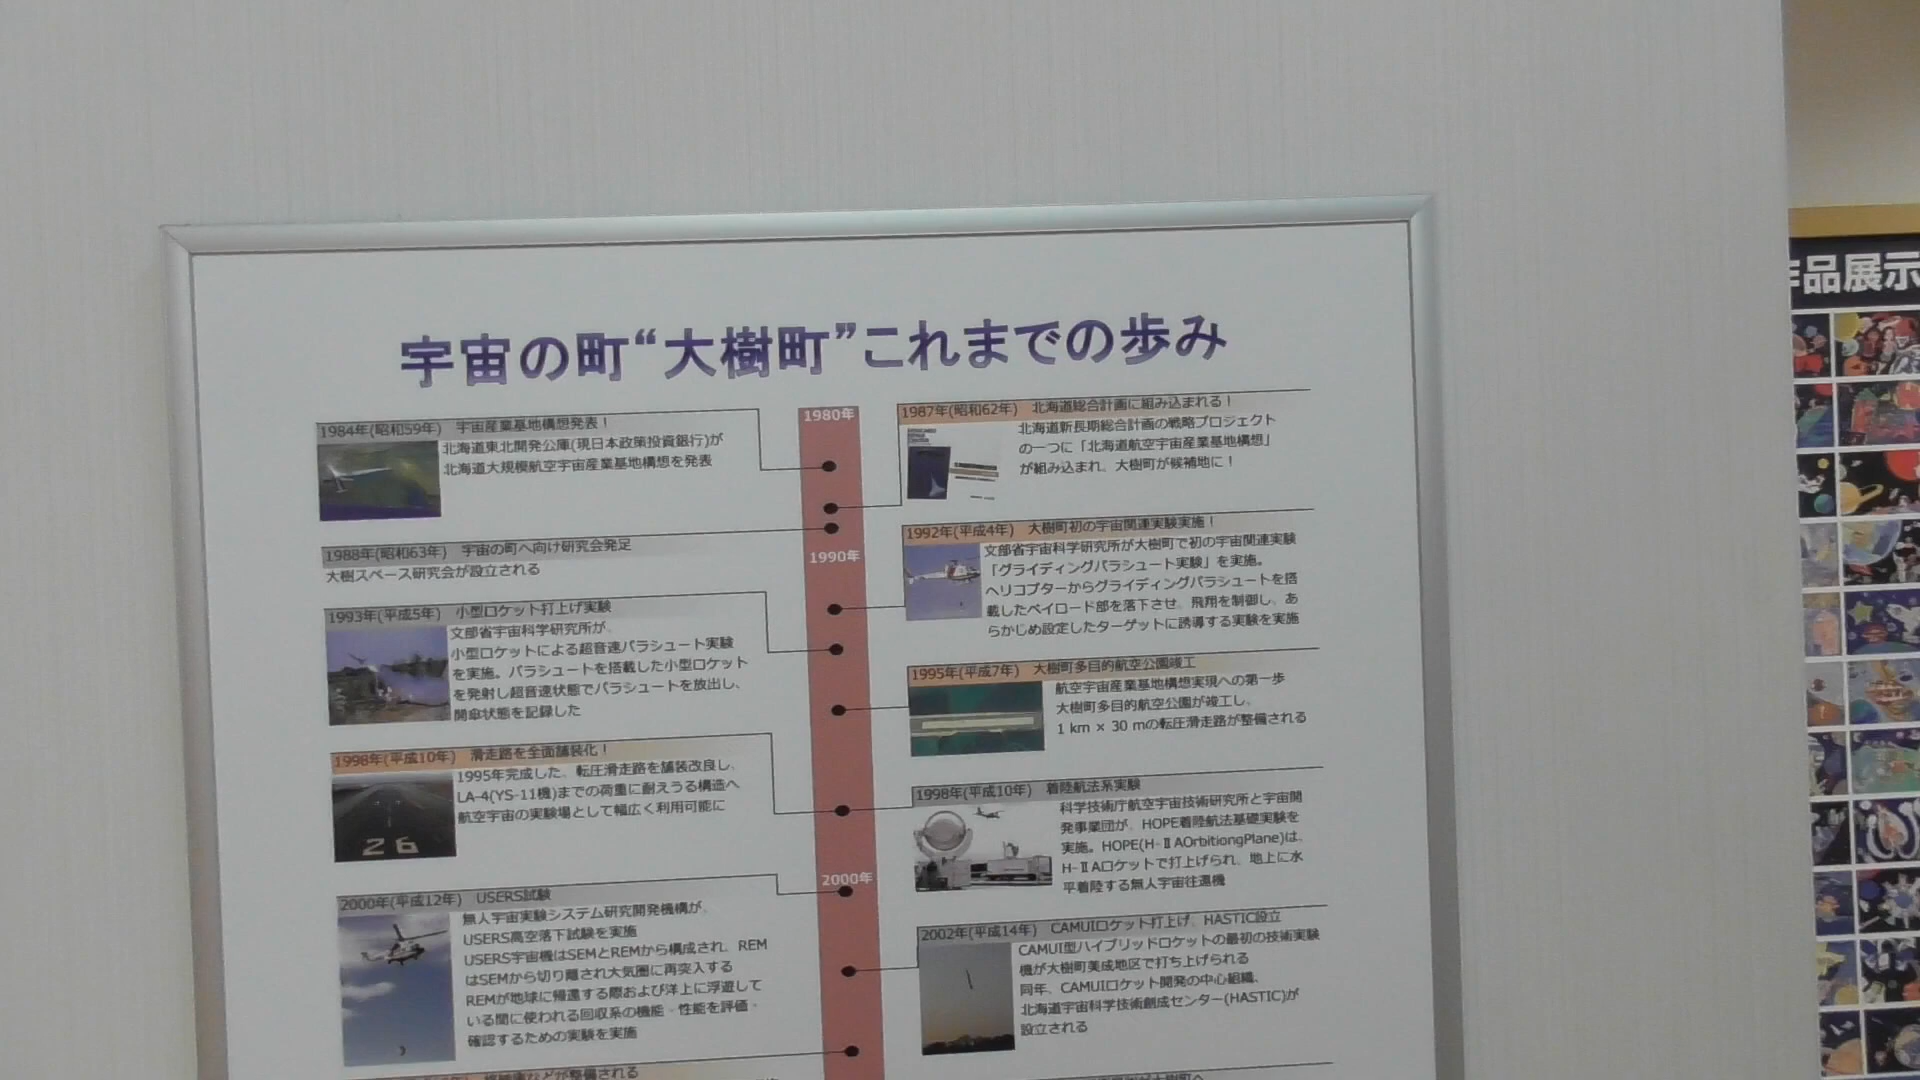 宇宙の町“大樹町”これまでの歩み
1980年
1984年(昭和59年) 宇宙産業基地構想発表！
北海道東北開発公庫(現日本政策投資銀行)が
北海道大規模航空宇宙産業基地構想を発表
1987年(昭和62年) 北海道総合計画に組み込まれる！
北海道新長期総合計画の戦略プロジェクト
の一つに「北海道航空宇宙産業基地構想」
が組み込まれ、大樹町が候補地に！
1988年(昭和63年) 宇宙の町へ向け研究会発足
大樹スペース研究会が設立される
1990年
1992年(平成4年) 大樹町初の宇宙関連実験実施！
文部省宇宙科学研究所が大樹町で初の宇宙関連実験
「グライディングパラシュート実験」を実施。
ヘリコプターからグライディングパラシュートを搭
載したペイロード部を落下させ、飛翔を制御し、あ
らかじめ設定したターゲットに誘導する実験を実施
1993年(平成5年) 小型ロケット打上げ実験
文部省宇宙科学研究所が、
小型ロケットによる超音速パラシュート実験
を実施。パラシュートを搭載した小型ロケット
を発射し超音速状態でパラシュートを放出し、
開傘状態を記録した
1995年(平成7年) 大樹町多目的航空公園竣工
航空宇宙産業基地構想実現への第一歩
大樹町多目的航空公園が竣工し、
1 km × 30 mの転圧滑走路が整備される
1998年(平成10年) 滑走路を全面舗装化！
1995年完成した、転圧滑走路を舗装改良し、
LA-4(YS-11機)までの荷重に耐えうる構造へ
航空宇宙の実験場として幅広く利用可能に
26
1998年(平成10年) 着陸航法系実験
科学技術庁航空宇宙技術研究所と宇宙開
発事業団が、HOPE着陸航法基礎実験を
実施。HOPE(H-ⅡAOrbitiongPlane)は、
H-ⅡAロケットで打上げられ、地上に水
平着陸する無人宇宙往還機
2000年
2000年(平成12年) USERS試験
無人宇宙実験システム研究開発機構が、
USERS高空落下試験を実施
USERS宇宙機はSEMとREMから構成され、REM
はSEMから切り離され大気圏に再突入する
REMが地球に帰還する際および洋上に浮遊して
いる間に使われる回収系の機能・性能を評価・
確認するための実験を実施
2002年(平成14年) CAMUIロケット打上げ、HASTIC設立
CAMUI型ハイブリッドロケットの最初の技術実験
機が大樹町美成地区で打ち上げられる
同年、CAMUIロケット開発の中心組織、
北海道宇宙科学技術創成センター(HASTIC)が
設立される
などが整備される
品展示